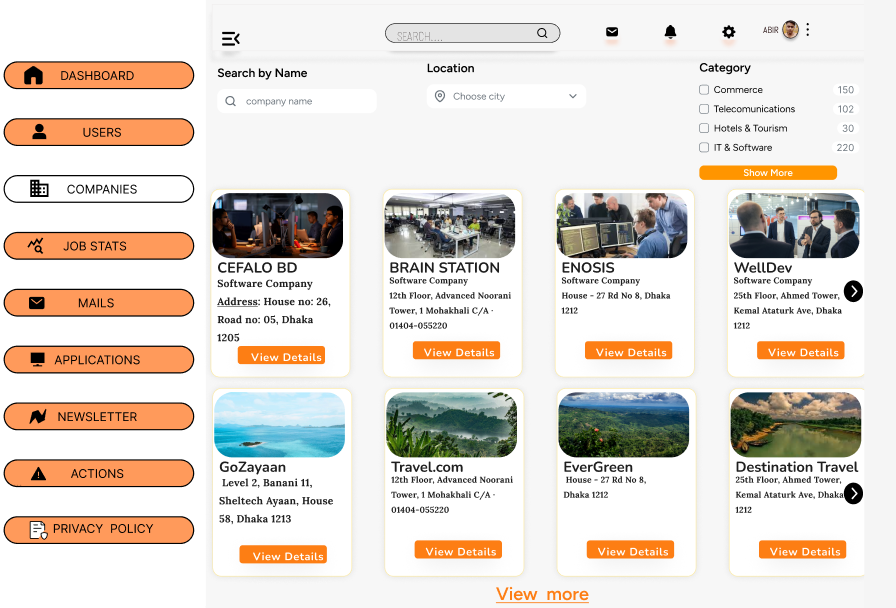 SEARCH.....
ABIR
DASHBOARD
USERS
COMPANIES
JOB STATS
MAILS
APPLICATIONS
NEWSLETTER
ACTIONS
PRIVACY POLICY
Search by Name
company name
Location
Choose city
Category
Commerce 150
Telecomunications 102
Hotels & Tourism 30
IT & Software 220
Show More
CEFALO BD
Software Company
Address: House no: 26,
Road no: 05, Dhaka
1205
View Details
BRAIN STATION
Software Company
12th Floor, Advanced Noorani
Tower, 1 Mohakhali C/A ·
01404-055220
View Details
ENOSIS
Software Company
House - 27 Rd No 8, Dhaka
1212
View Details
WellDev
Software Company
25th Floor, Ahmed Tower,
Kemal Ataturk Ave, Dhaka
1212
View Details
GoZayaan
Level 2, Banani 11,
Sheltech Ayaan, House
58, Dhaka 1213
View Details
Travel.com
12th Floor, Advanced Noorani
Tower, 1 Mohakhali C/A ·
01404-055220
View Details
EverGreen
House - 27 Rd No 8,
Dhaka 1212
View Details
Destination Travel
25th Floor, Ahmed Tower,
Kemal Ataturk Ave, Dhaka
1212
View Details
View more